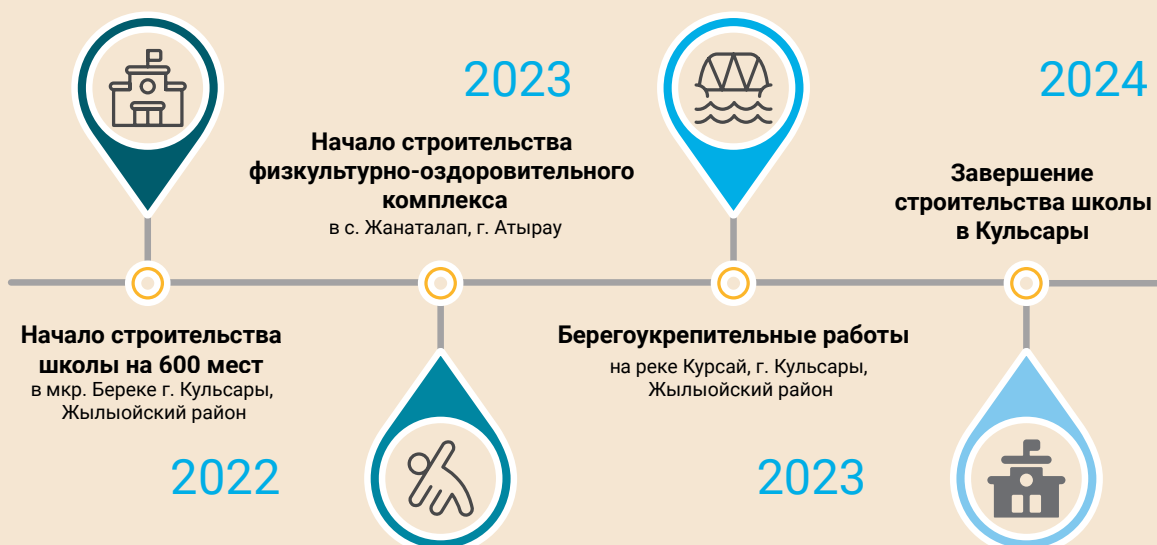 2023
Начало строительства
физкультурно-оздоровительного
комплекса
в с. Жанаталап, г. Атырау
2024
Завершение
строительства школы
в Кульсары
Начало строительства
школы на 600 мест
в мкр. Береке г. Кульсары,
Жылыойский район
2022
Берегоукрепительные работы
на реке Курсай, г. Кульсары,
Жылыойский район
2023